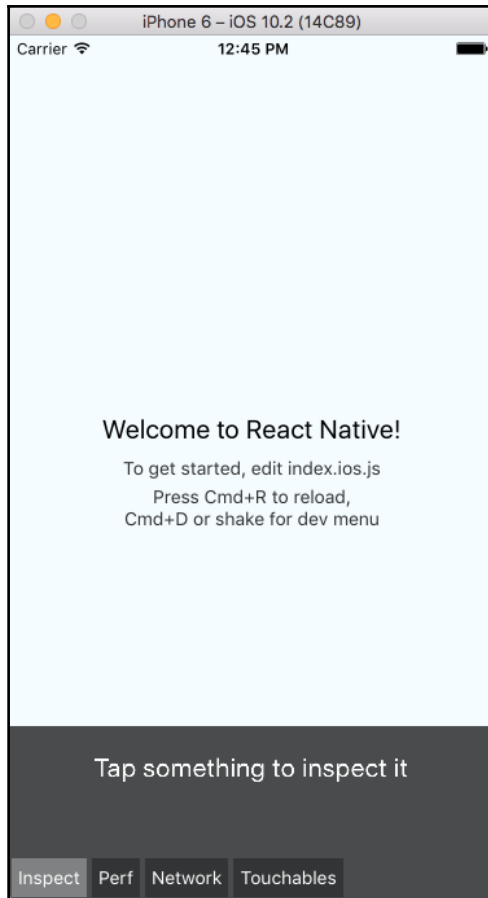 iPhone 6 – iOS 10.2 (14C89)
Carrier 12:45 PM
Welcome to React Native!
To get started, edit index.ios.js
Press Cmd+R to reload,
Cmd+D or shake for dev menu
Tap something to inspect it
Inspect Perf Network Touchables